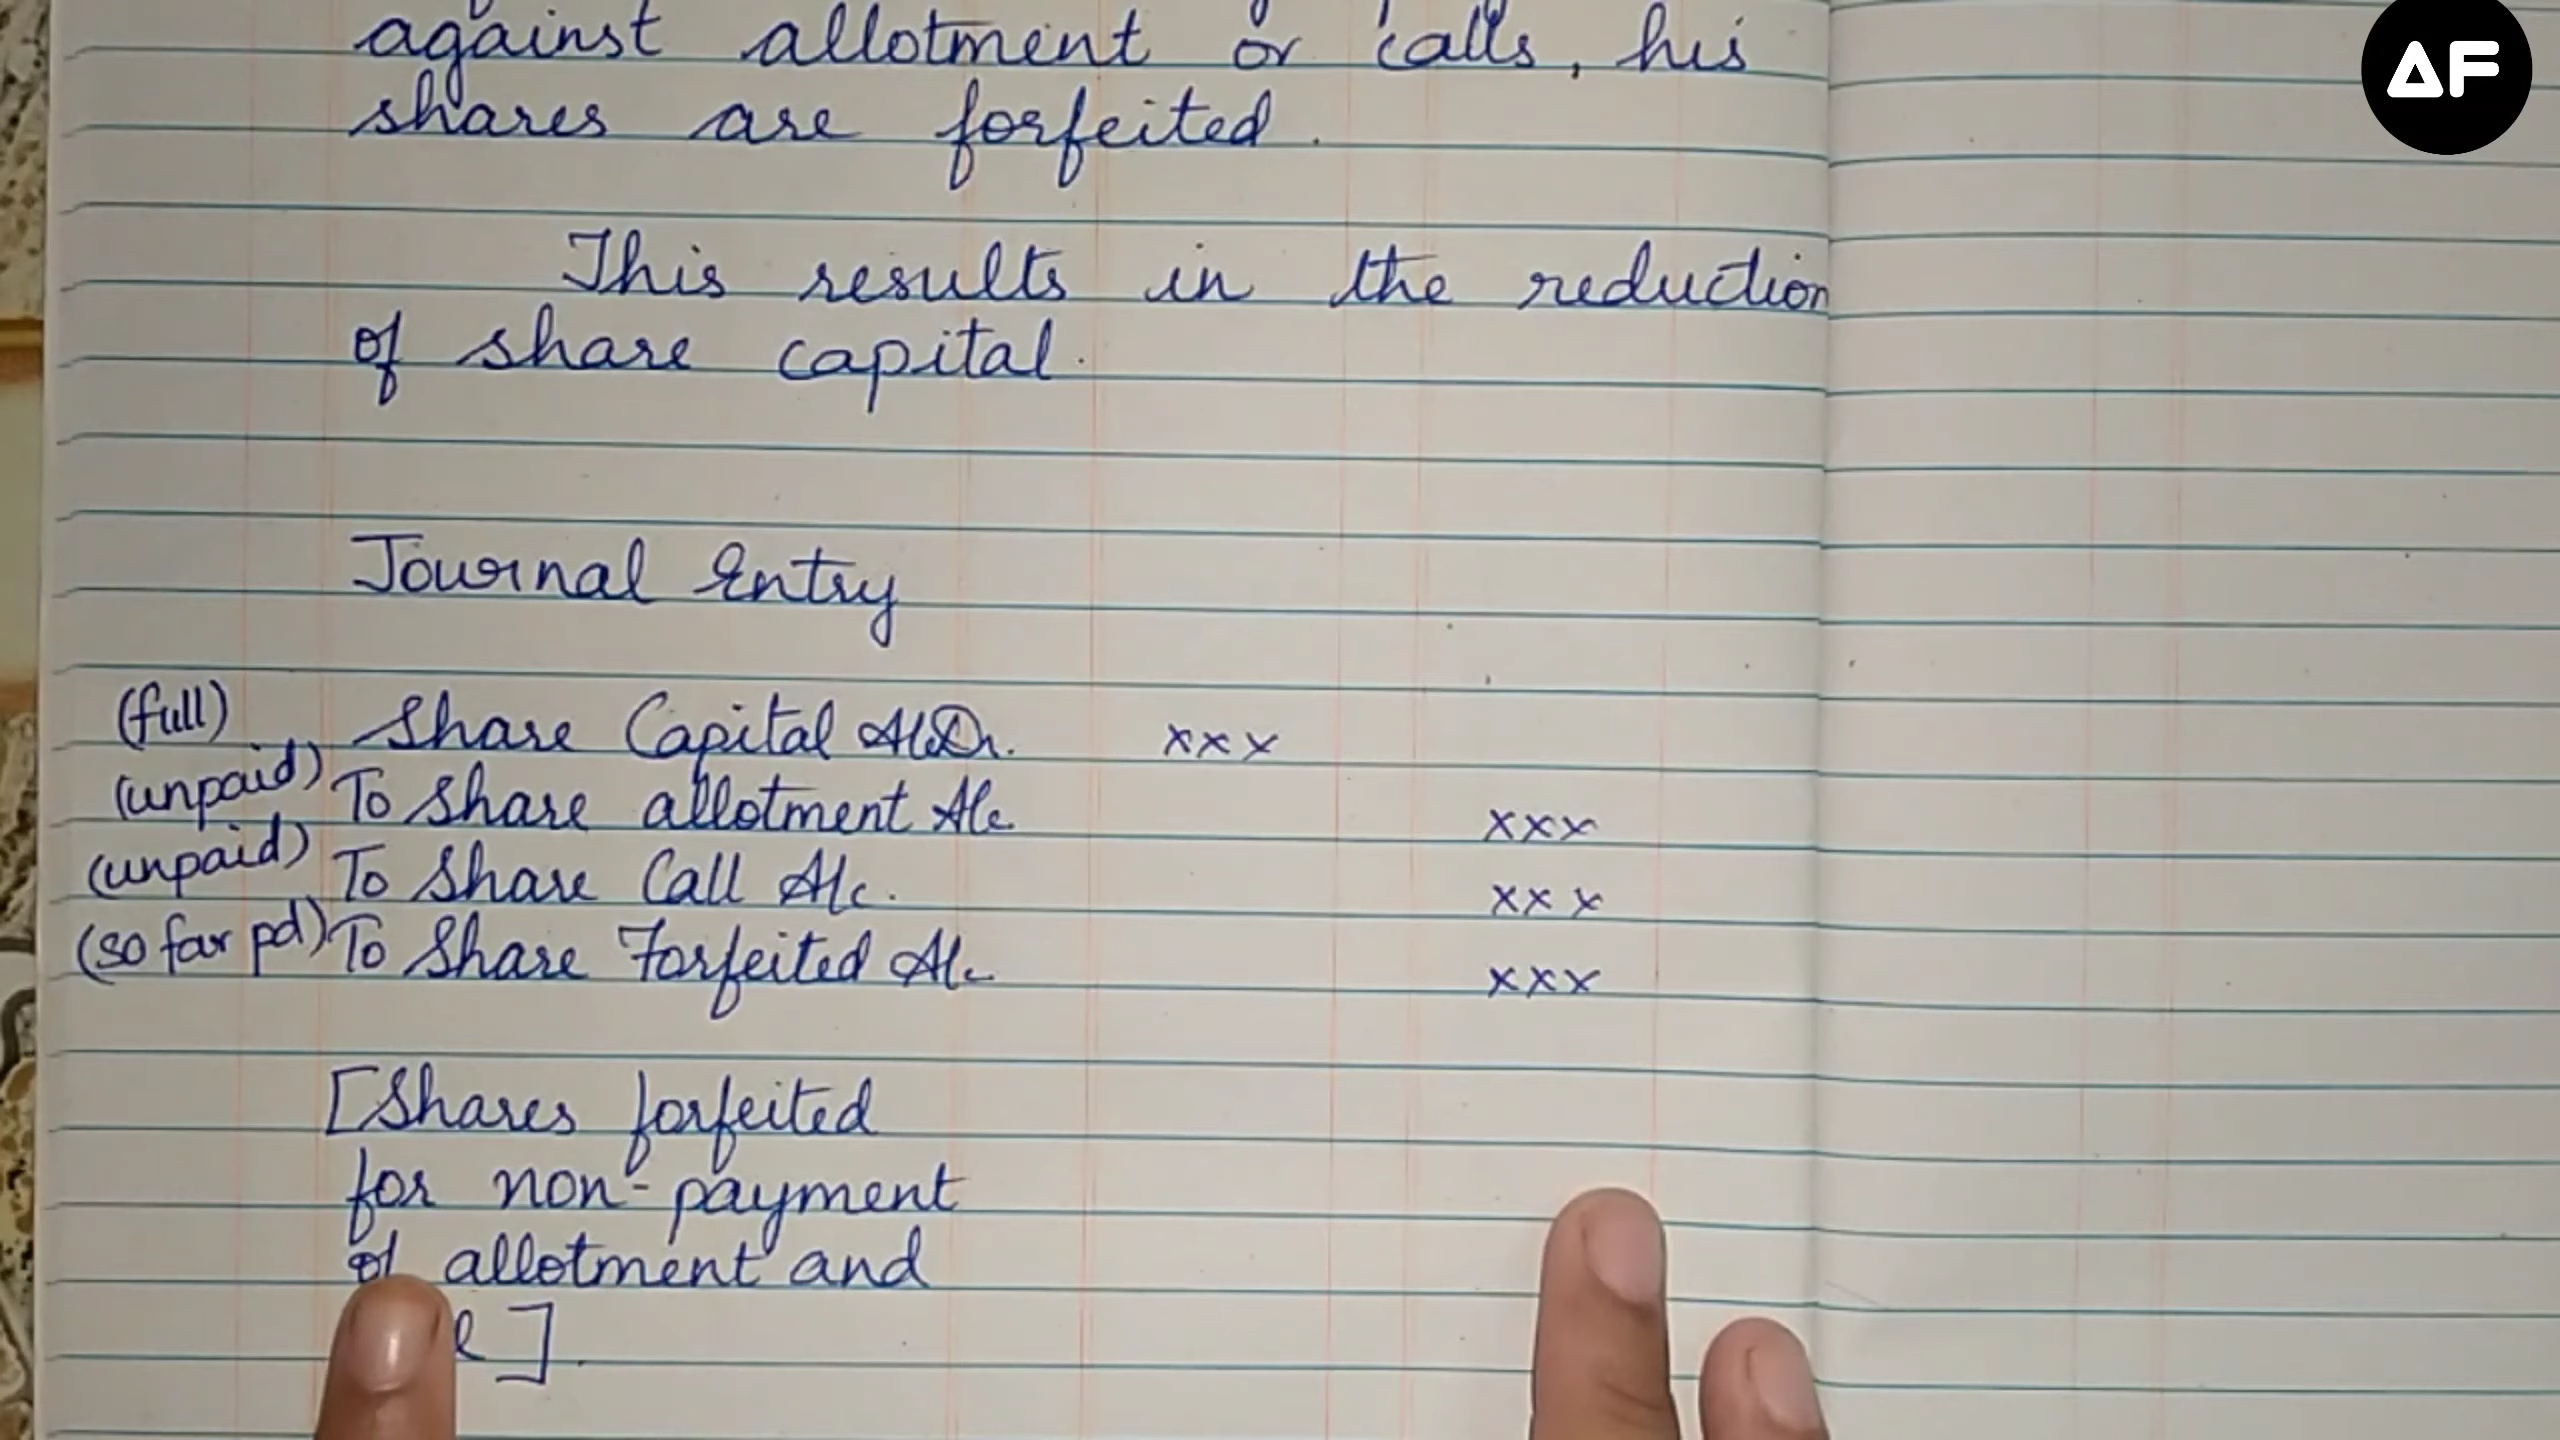 against allotment or calls, his
shares are forfeited.
This results in the reduction
of share capital.
Journal Entry
(full) Share Capital A/c Dr. xxx
(unpaid) To Share allotment A/c xxx
(unpaid) To Share Call A/c. xxx
(so far pd) To Share Forfeited A/c xxx
[Shares forfeited
for non-payment
of allotment and
]
AF